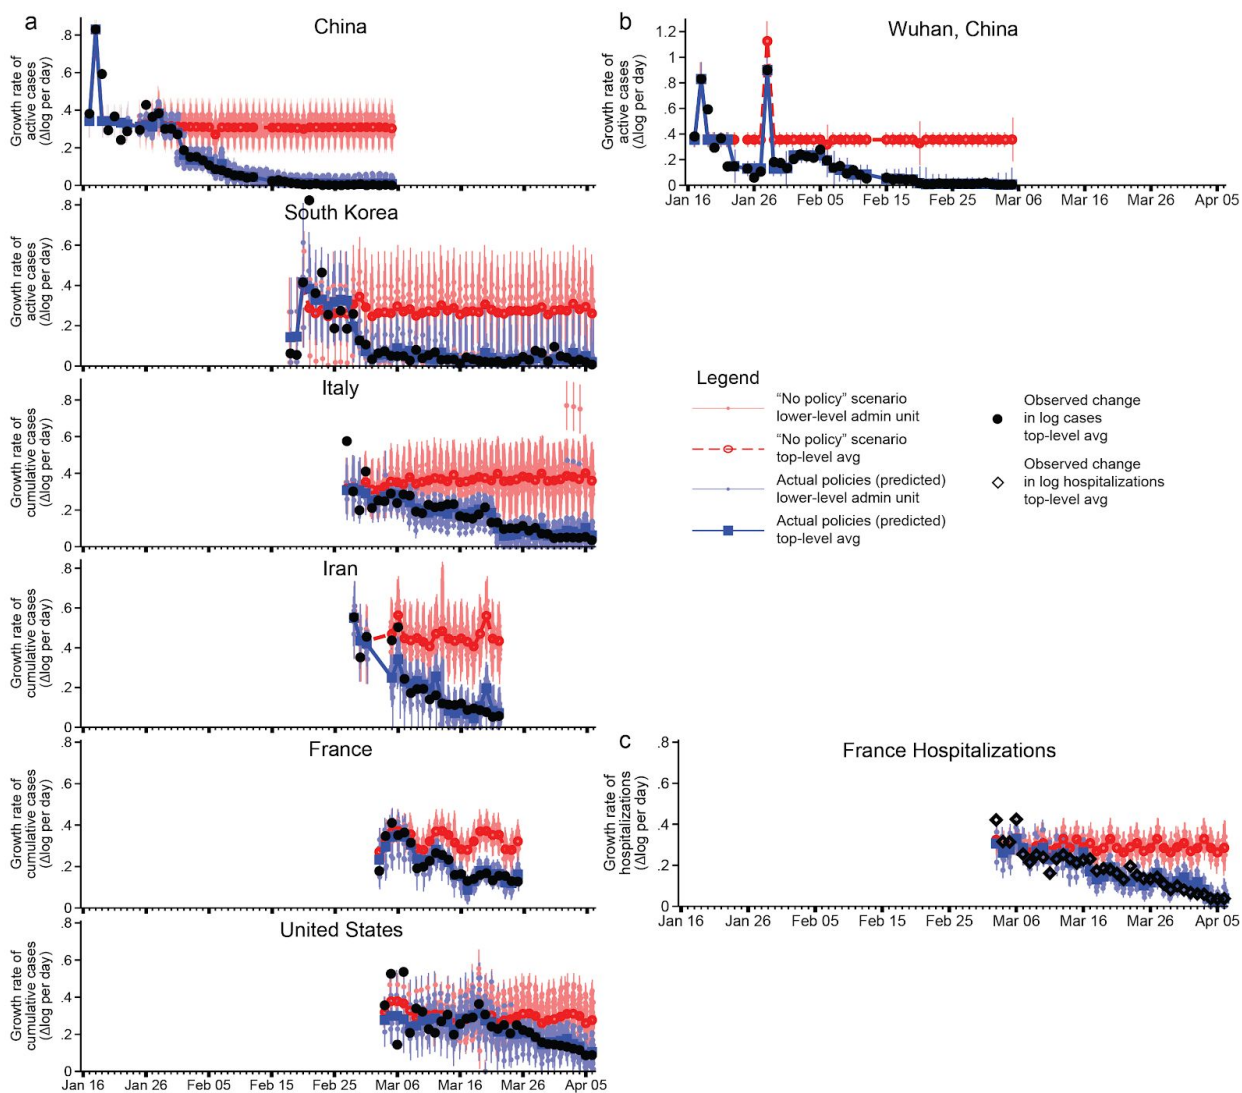 a
China
Growth rate of
active cases
(Δlog per day)
.8
.6
.4
.2
0
b
Wuhan, China
Growth rate of
active cases
(Δlog per day)
1.2
1
.8
.6
.4
.2
0
Jan 16
Jan 26
Feb 05
Feb 15
Feb 25
Mar 06
Mar 16
Mar 26
Apr 05
South Korea
Growth rate of
active cases
(Δlog per day)
.8
.6
.4
.2
0
Italy
Growth rate of
cumulative cases
(Δlog per day)
.8
.6
.4
.2
0
Legend
"No policy" scenario
lower-level admin unit
"No policy" scenario
top-level avg
Actual policies (predicted)
lower-level admin unit
Actual policies (predicted)
top-level avg
Observed change
in log cases
top-level avg
Observed change
in log hospitalizations
top-level avg
Iran
Growth rate of
cumulative cases
(Δlog per day)
.8
.6
.4
.2
0
France
Growth rate of
cumulative cases
(Δlog per day)
.8
.6
.4
.2
0
c
France Hospitalizations
Growth rate of
hospitalizations
(Δlog per day)
.8
.6
.4
.2
0
Jan 16
Jan 26
Feb 05
Feb 15
Feb 25
Mar 06
Mar 16
Mar 26
Apr 05
United States
Growth rate of
cumulative cases
(Δlog per day)
.8
.6
.4
.2
0
Jan 16
Jan 26
Feb 05
Feb 15
Feb 25
Mar 06
Mar 16
Mar 26
Apr 05